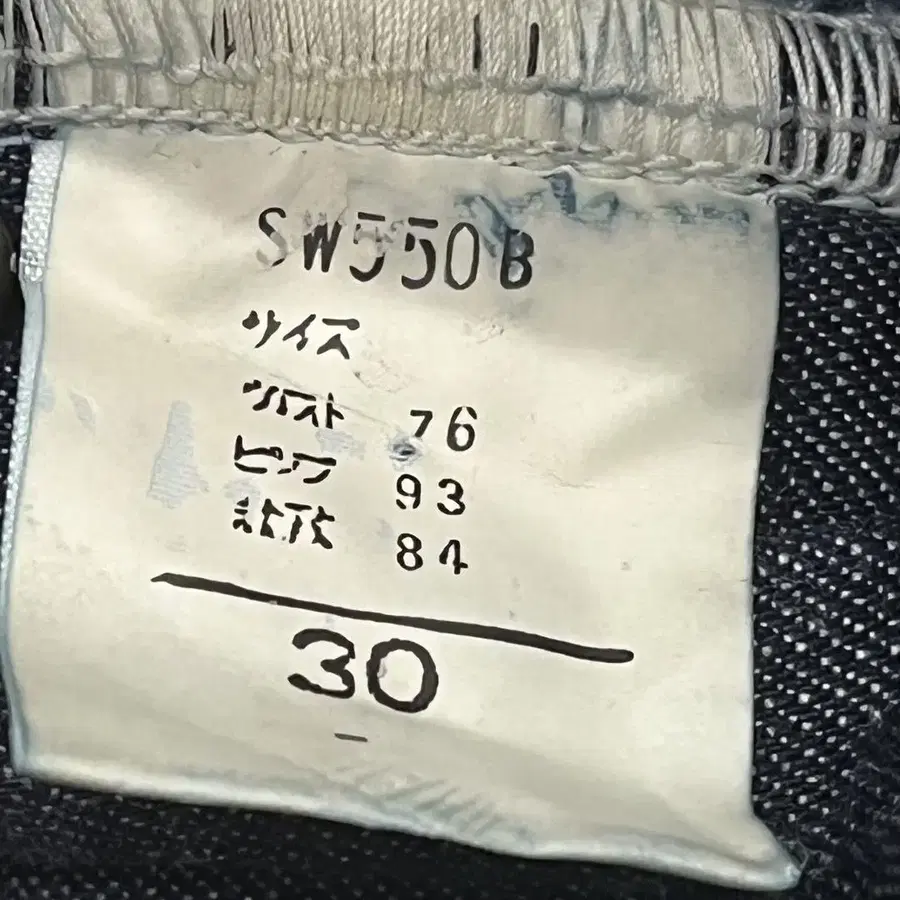 SW550B
サイズ
ウエスト 76
ヒップ 93
股下 84
30